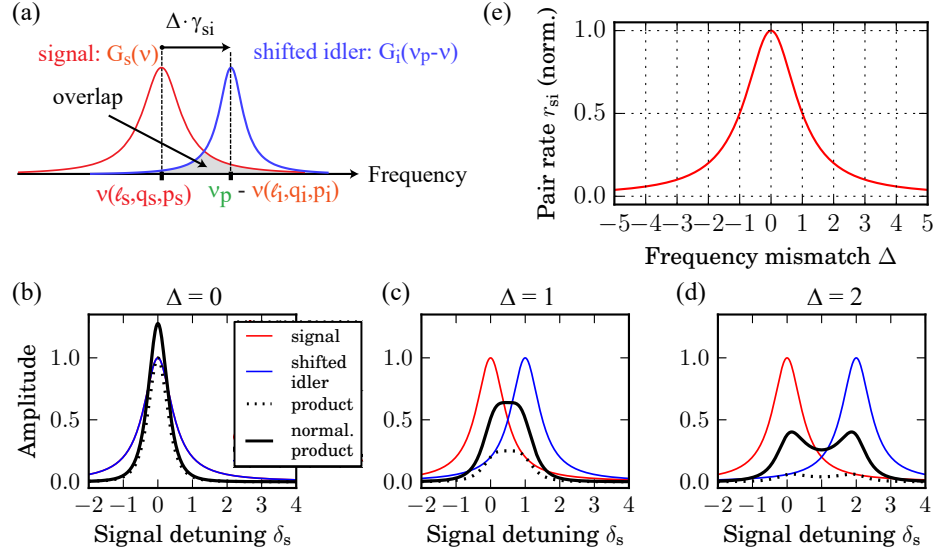 (a)
Δ·γsi
signal: Gs(ν)
shifted idler: Gi(νp-ν)
overlap
Frequency
ν(ℓs,qs,ps)
νp - ν(ℓi,qi,pi)
(e)
Pair rate rsi (norm.)
1.0
0.5
0.0
−5 −4 −3 −2 −1 0 1 2 3 4 5
Frequency mismatch Δ
(b)
Δ = 0
Amplitude
1.0
0.5
0.0
−2 −1 0 1 2 3 4
Signal detuning δs
signal
shifted
idler
product
normal.
product
(c)
Δ = 1
1.0
0.5
0.0
−2 −1 0 1 2 3 4
Signal detuning δs
(d)
Δ = 2
1.0
0.5
0.0
−2 −1 0 1 2 3 4
Signal detuning δs